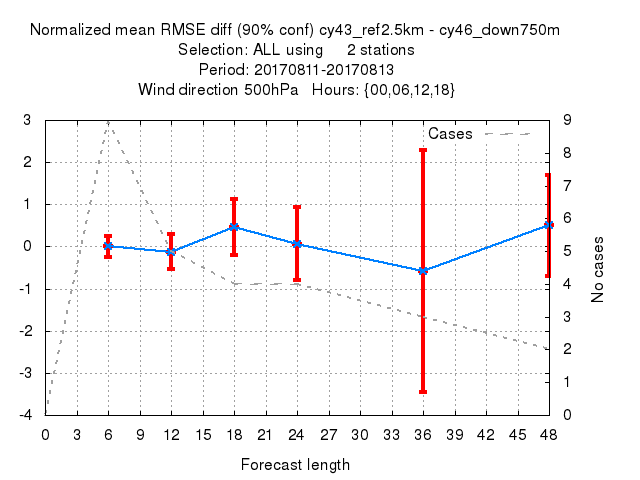 Normalized mean RMSE diff (90% conf) cy43_ref2.5km - cy46_down750m
Selection: ALL using 2 stations
Period: 20170811-20170813
Wind direction 500hPa Hours: {00,06,12,18}
Cases
3
2
1
0
-1
-2
-3
-4
9
8
7
6
5
4
3
2
1
0
No cases
0 3 6 9 12 15 18 21 24 27 30 33 36 39 42 45 48
Forecast length